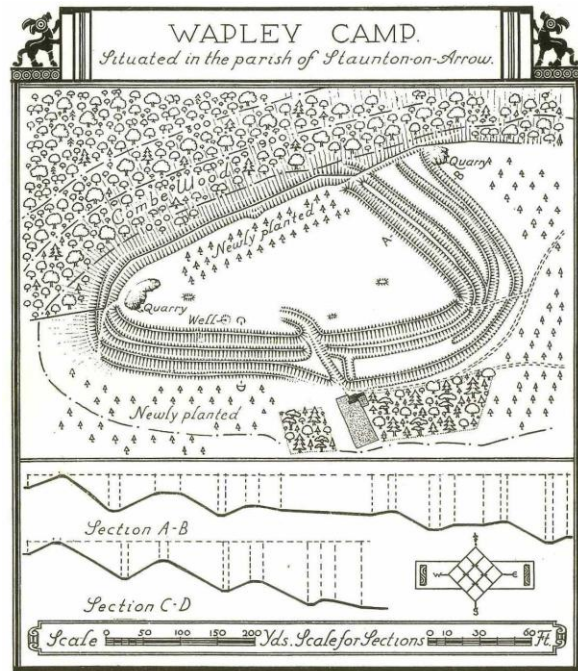 WAPLEY CAMP.
Situated in the parish of Staunton-on-Arrow.
Combe Wood
Quarry
B
A
Newly planted
Quarry
Well
Newly planted
Section A-B
Section C-D
W E
S
Scale 0 50 100 150 200 Yds. Scale for Sections 0 10 30 60 Ft